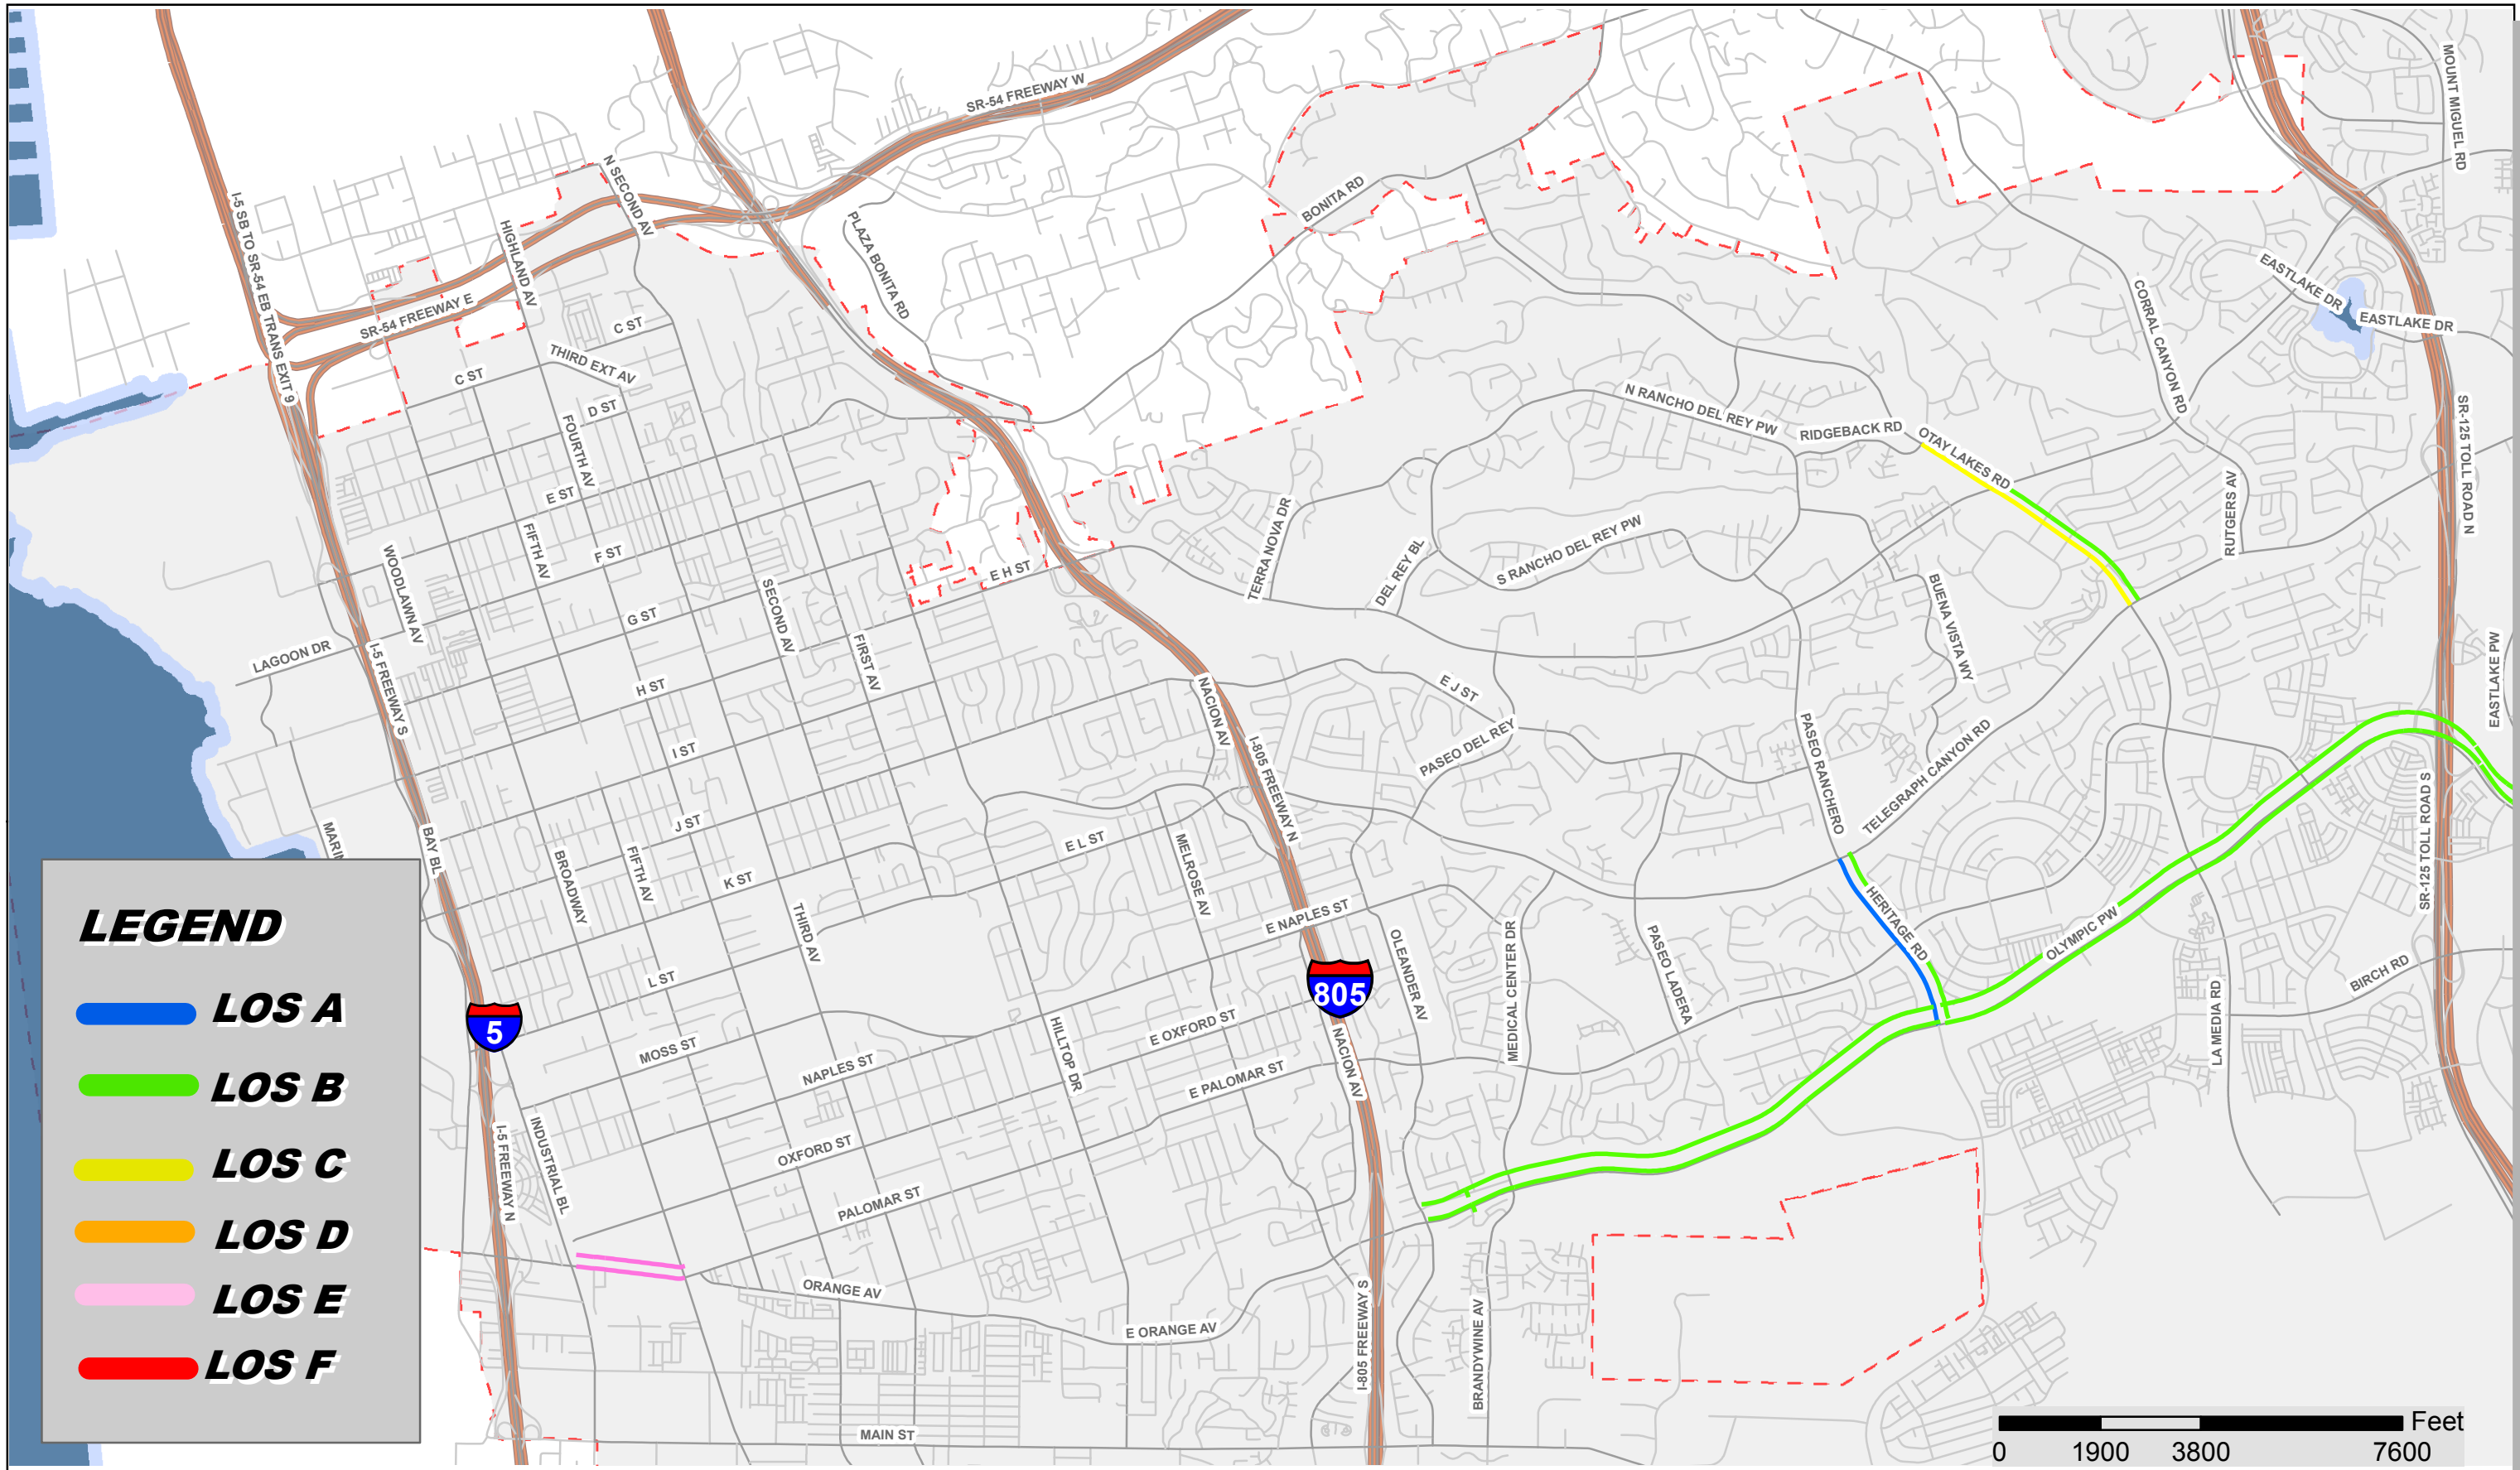 SR-54 FREEWAY W
MOUNT MIGUEL RD
N SECOND AV
I-5 SB TO SR-54 EB TRANS EXIT 9
HIGHLAND AV
PLAZA BONITA RD
BONITA RD
EASTLAKE DR
EASTLAKE DR
CORRAL CANYON RD
SR-54 FREEWAY E
C ST
THIRD EXT AV
C ST
D ST
FOURTH AV
N RANCHO DEL REY PW
RIDGEBACK RD
OTAY LAKES RD
SR-125 TOLL ROAD N
E ST
RUTGERS AV
TERRA NOVA DR
FIFTH AV
F ST
WOODLAWN AV
E H ST
DEL REY BL
S RANCHO DEL REY PW
BUENA VISTA WY
SECOND AV
G ST
FIRST AV
LAGOON DR
I-5 FREEWAY S
H ST
NACION AV
E J ST
EASTLAKE PW
I ST
I-805 FREEWAY N
PASEO DEL REY
PASEO RANCHERO
TELEGRAPH CANYON RD
SR-125 TOLL ROAD S
J ST
MARIN
BAY BL
BROADWAY
FIFTH AV
E L ST
MELROSE AV
K ST
THIRD AV
E NAPLES ST
OLEANDER AV
MEDICAL CENTER DR
PASEO LADERA
HERITAGE RD
OLYMPIC PW
BIRCH RD
LA MEDIA RD
L ST
805
5
MOSS ST
NAPLES ST
HILLTOP DR
E OXFORD ST
E PALOMAR ST
NACION AV
I-5 FREEWAY N
INDUSTRIAL BL
OXFORD ST
PALOMAR ST
ORANGE AV
E ORANGE AV
I-805 FREEWAY S
BRANDYWINE AV
MAIN ST
LEGEND
LOS A
LOS B
LOS C
LOS D
LOS E
LOS F
Feet
0 1900 3800 7600